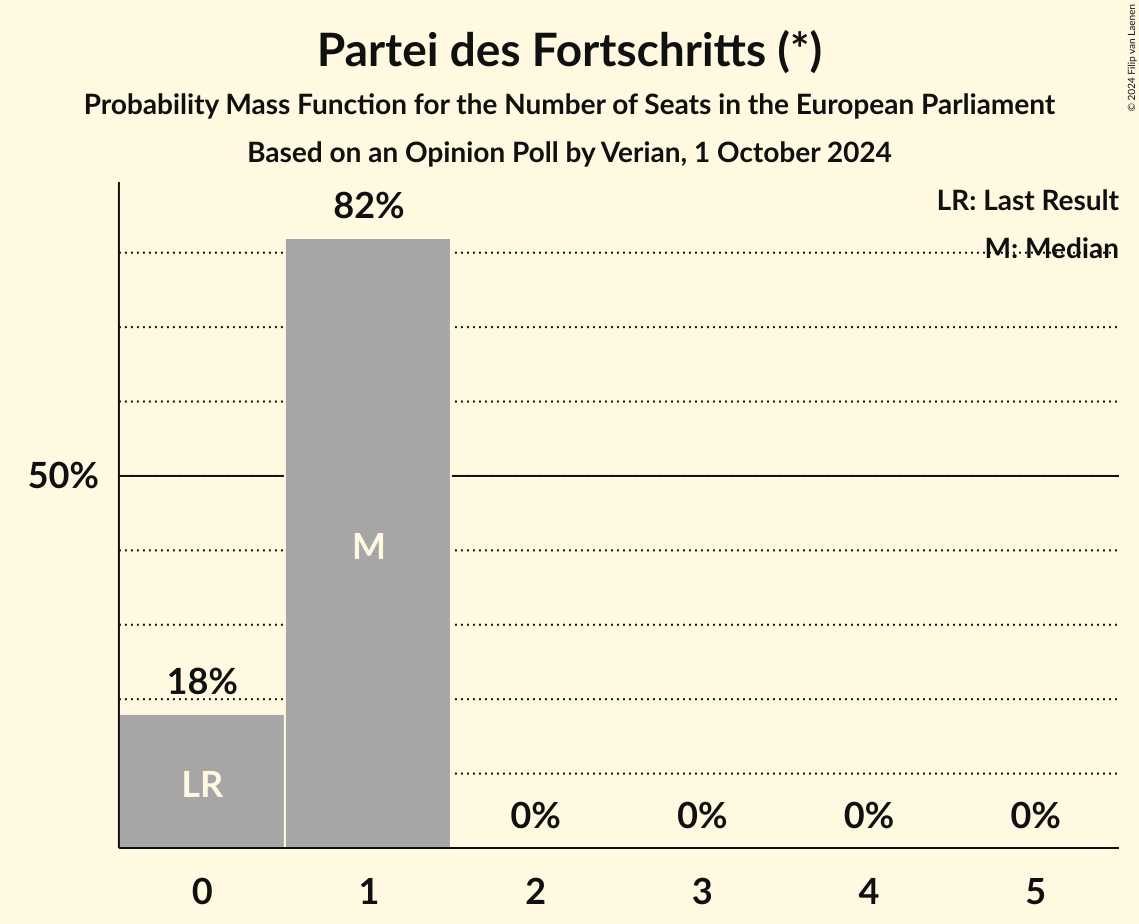 Partei des Fortschritts (*)
Probability Mass Function for the Number of Seats in the European Parliament
Based on an Opinion Poll by Verian, 1 October 2024
© 2024 Filip van Laenen
LR: Last Result
M: Median
82%
50%
M
18%
LR
0% 0% 0% 0%
0 1 2 3 4 5